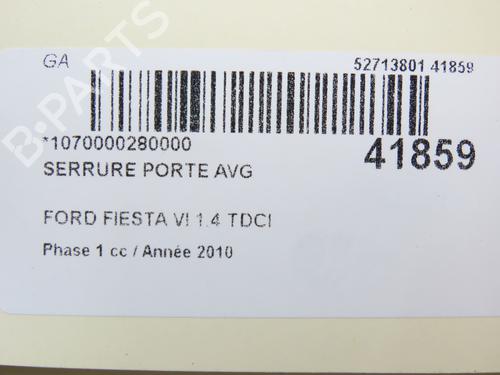 GA 52713801 41859
*1070000280000
41859
SERRURE PORTE AVG
FORD FIESTA VI 1.4 TDCI
Phase 1 cc / Année 2010
B-PARTS